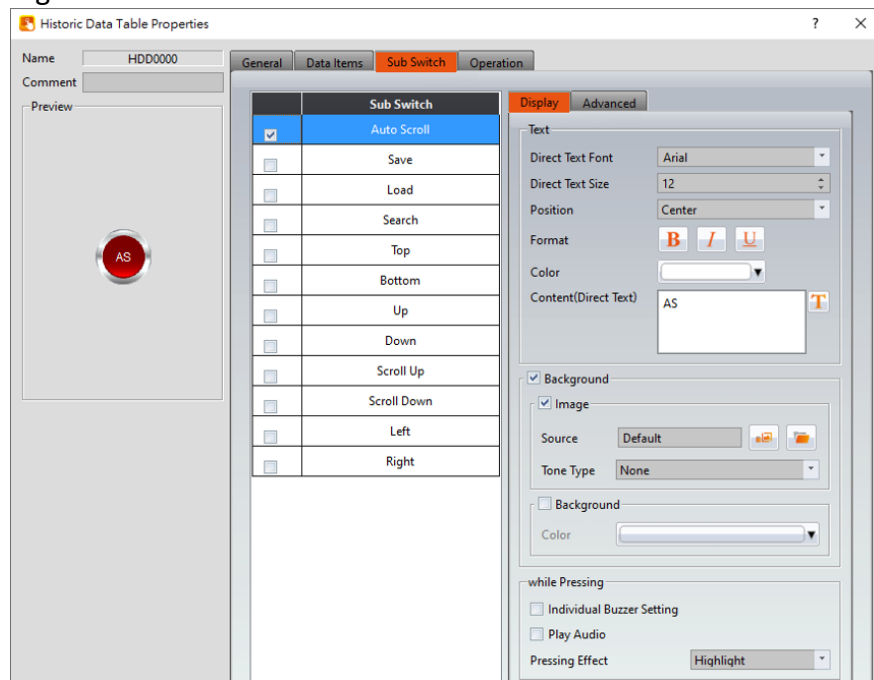 Historic Data Table Properties ? ×
Name HDD0000
Comment
Preview
AS
General Data Items Sub Switch Operation
Sub Switch
Auto Scroll
Save
Load
Search
Top
Bottom
Up
Down
Scroll Up
Scroll Down
Left
Right
Display Advanced
Text
Direct Text Font Arial
Direct Text Size 12
Position Center
Format B I U
Color
Content(Direct Text) AS T
Background
Image
Source Default
Tone Type None
Background
Color
while Pressing
Individual Buzzer Setting
Play Audio
Pressing Effect Highlight